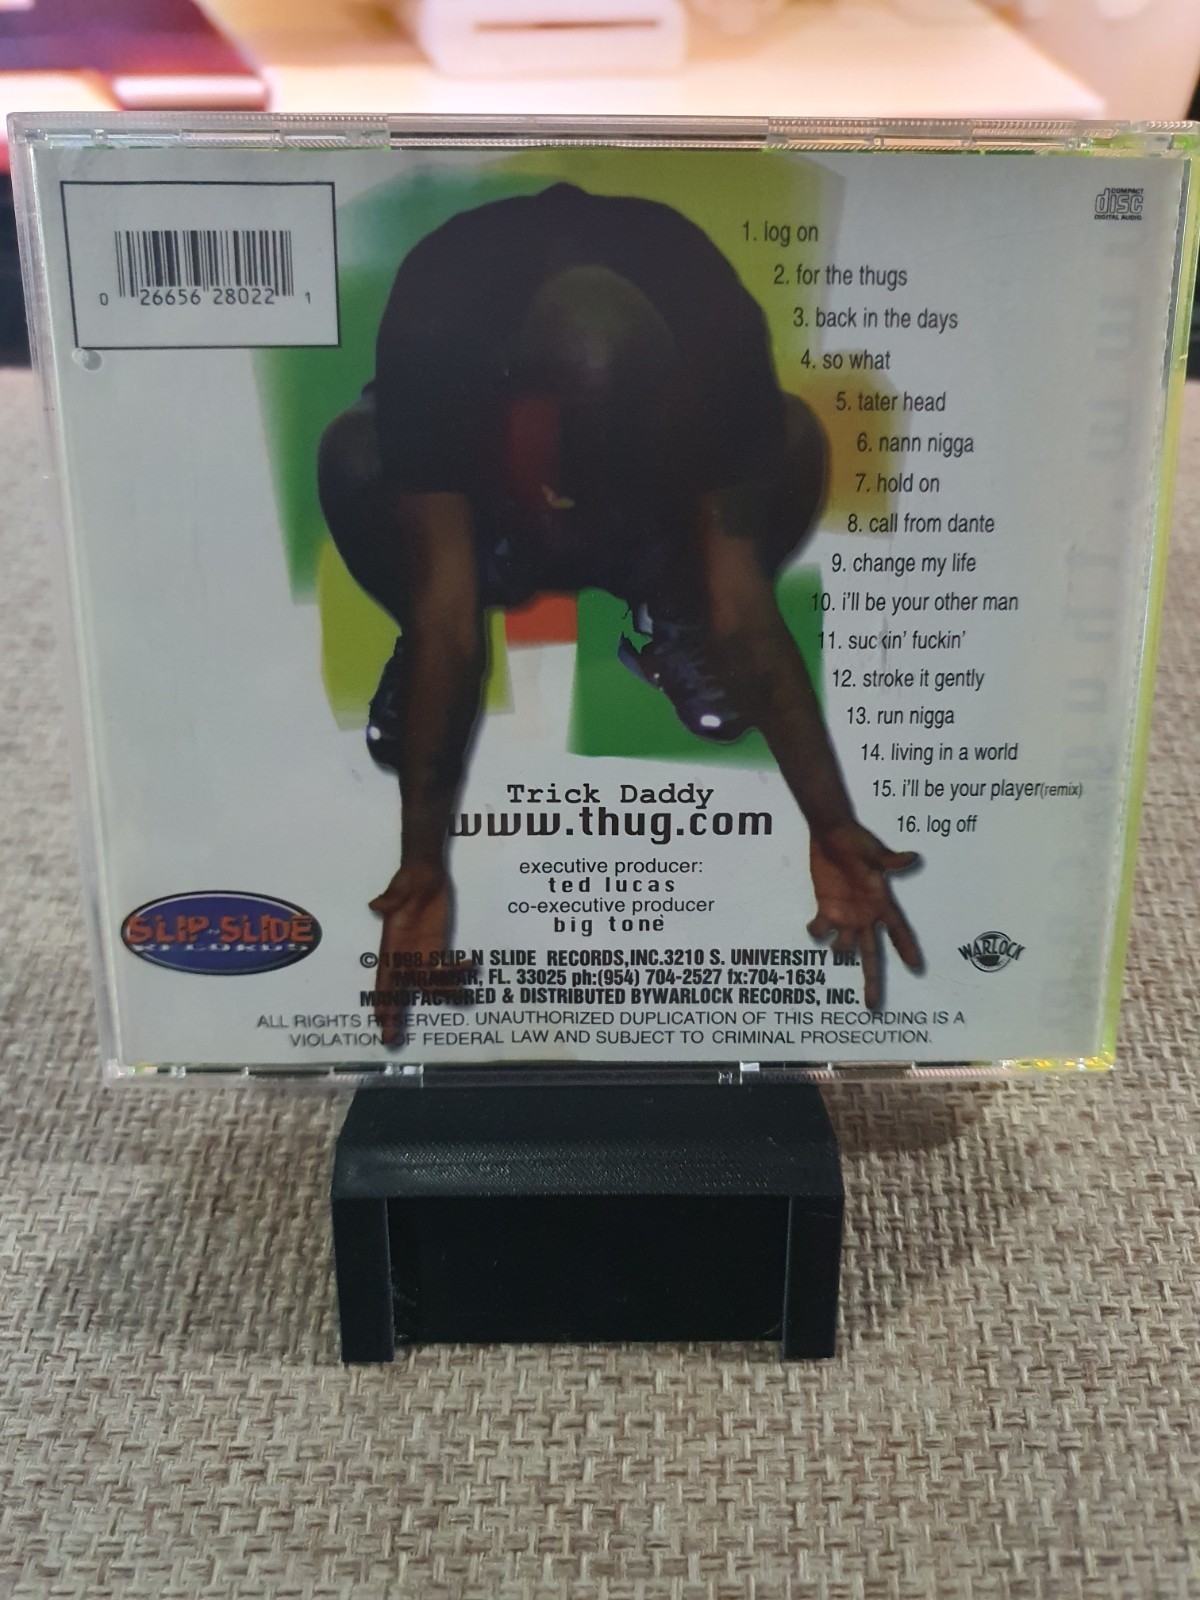 0 26656 28022 1
COMPACT
disc
DIGITAL AUDIO
1. log on
2. for the thugs
3. back in the days
4. so what
5. tater head
6. nann nigga
7. hold on
8. call from dante
9. change my life
10. i'll be your other man
11. suckin' fuckin'
12. stroke it gently
13. run nigga
14. living in a world
15. i'll be your player(remix)
16. log off
Trick Daddy
www.thug.com
executive producer:
ted lucas
co-executive producer
big tone
SLIP-N-SLIDE
RECORDS
WARLOCK
© 1998 SLIP N SLIDE RECORDS,INC.3210 S. UNIVERSITY DR.
MIRAMAR, FL. 33025 ph:(954) 704-2527 fx:704-1634
MANUFACTURED & DISTRIBUTED BYWARLOCK RECORDS, INC.
ALL RIGHTS RESERVED. UNAUTHORIZED DUPLICATION OF THIS RECORDING IS A
VIOLATION OF FEDERAL LAW AND SUBJECT TO CRIMINAL PROSECUTION.